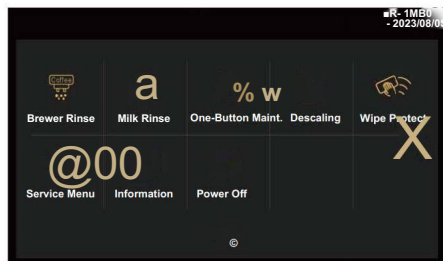 ■R- 1MB0
- 2023/08/0
Coffee
a
% w
Brewer Rinse Milk Rinse One-Button Maint. Descaling Wipe Protect
X
@00
Service Menu Information Power Off
©